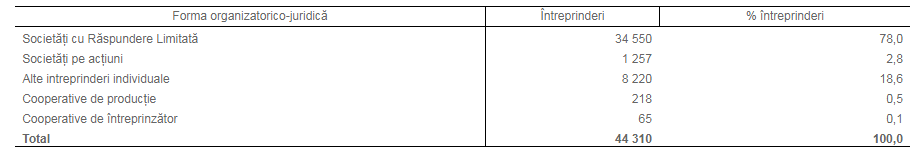 Forma organizatorico-juridică Întreprinderi % întreprinderi
Societăți cu Răspundere Limitată 34 550 78,0
Societăți pe acțiuni 1 257 2,8
Alte intreprinderi individuale 8 220 18,6
Cooperative de producție 218 0,5
Cooperative de întreprinzător 65 0,1
Total 44 310 100,0